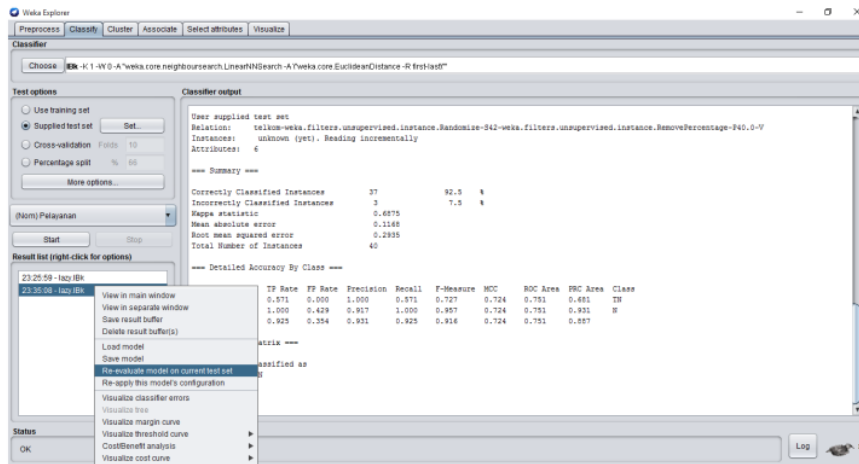 Weka Explorer
Preprocess Classify Cluster Associate Select attributes Visualize
Classifier
Choose IBk -K 1 -W 0 -A "weka.core.neighboursearch.LinearNNSearch -A \"weka.core.EuclideanDistance -R first-last\""
Test options
Use training set
Supplied test set Set...
Cross-validation Folds 10
Percentage split % 66
More options...
(Nom) Pelayanan
Start Stop
Result list (right-click for options)
23:25:59 - lazy.IBk
23:35:08 - lazy.IBk
View in main window
View in separate window
Save result buffer
Delete result buffer(s)
Load model
Save model
Re-evaluate model on current test set
Re-apply this model's configuration
Visualize classifier errors
Visualize tree
Visualize margin curve
Visualize threshold curve
Cost/Benefit analysis
Visualize cost curve
Classifier output
User supplied test set
Relation: telkom-weka.filters.unsupervised.instance.Randomize-S42-weka.filters.unsupervised.instance.RemovePercentage-P40.0-V
Instances: unknown (yet). Reading incrementally
Attributes: 6
=== Summary ===
Correctly Classified Instances 37 92.5 %
Incorrectly Classified Instances 3 7.5 %
Kappa statistic 0.6875
Mean absolute error 0.1168
Root mean squared error 0.2935
Total Number of Instances 40
=== Detailed Accuracy By Class ===
TP Rate FP Rate Precision Recall F-Measure MCC ROC Area PRC Area Class
0.571 0.000 1.000 0.571 0.727 0.724 0.751 0.681 TN
1.000 0.429 0.917 1.000 0.957 0.724 0.751 0.931 N
0.925 0.354 0.931 0.925 0.916 0.724 0.751 0.887
atrix ===
assified as
N
Status
OK
Log